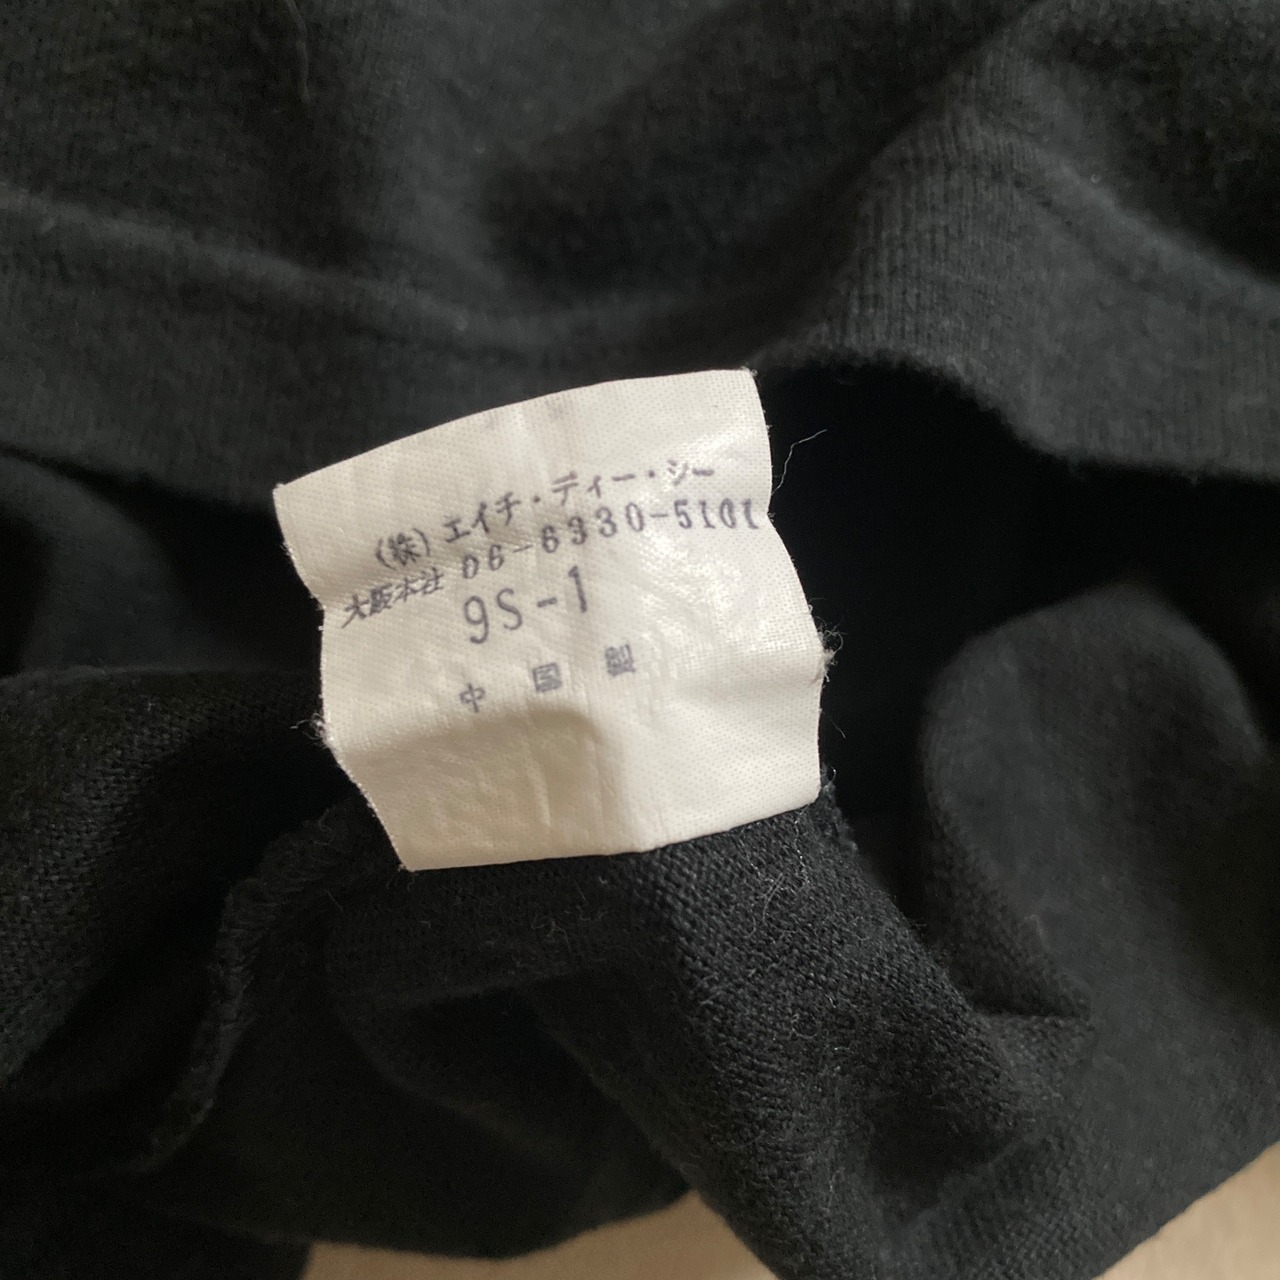 (株)エイチ・ディー・シー
大阪本社 06-6330-5101
9S-1
中国製